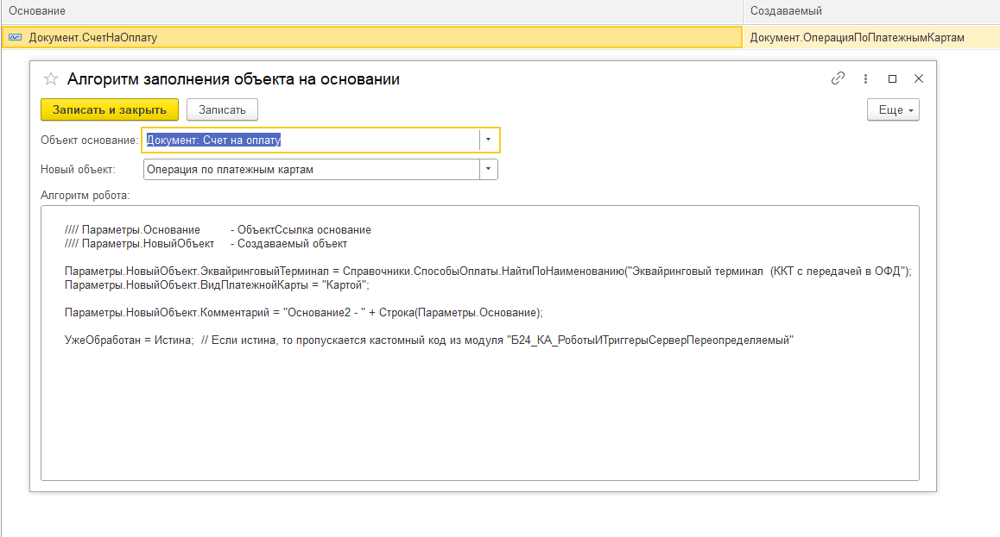 Основание Создаваемый
Документ.СчетНаОплату Документ.ОперацияПоПлатежнымКартам
Алгоритм заполнения объекта на основании
Записать и закрыть Записать Еще
Объект основание: Документ: Счет на оплату
Новый объект: Операция по платежным картам
Алгоритм робота:
//// Параметры.Основание - ОбъектСсылка основание
//// Параметры.НовыйОбъект - Создаваемый объект
Параметры.НовыйОбъект.ЭквайринговыйТерминал = Справочники.СпособыОплаты.НайтиПоНаименованию("Эквайринговый терминал  (ККТ с передачей в ОФД");
Параметры.НовыйОбъект.ВидПлатежнойКарты = "Картой";
Параметры.НовыйОбъект.Комментарий = "Основание2 - " + Строка(Параметры.Основание);
УжеОбработан = Истина;  // Если истина, то пропускается кастомный код из модуля "Б24_КА_РоботыИТриггерыСерверПереопределяемый"